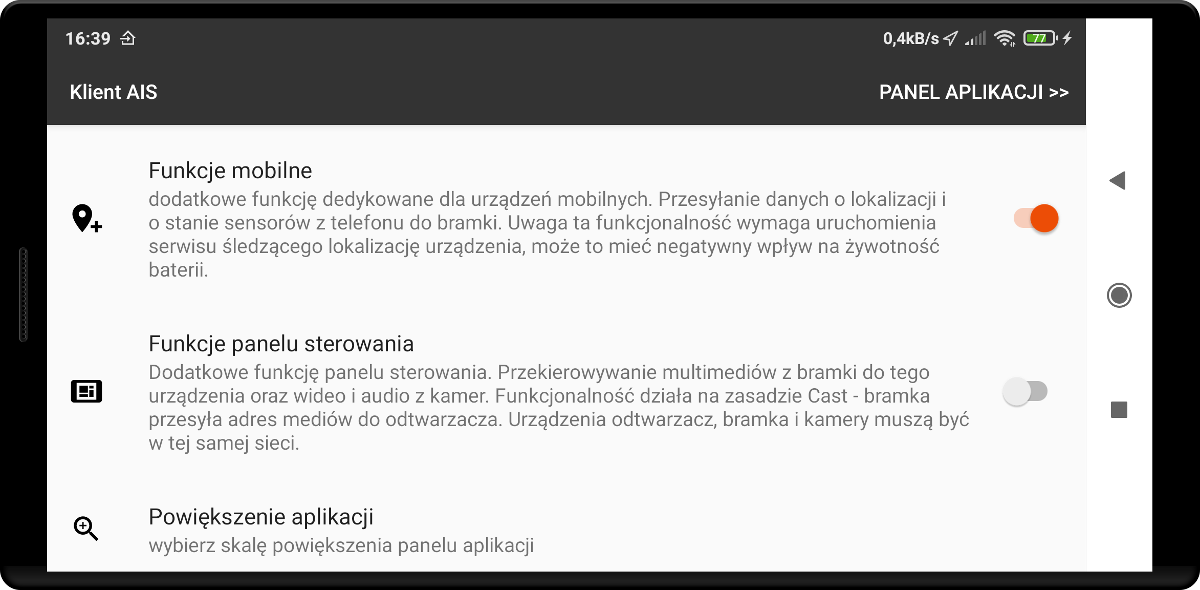 16:39 0,4kB/s 77
Klient AIS PANEL APLIKACJI >>
Funkcje mobilne
dodatkowe funkcję dedykowane dla urządzeń mobilnych. Przesyłanie danych o lokalizacji i
o stanie sensorów z telefonu do bramki. Uwaga ta funkcjonalność wymaga uruchomienia
serwisu śledzącego lokalizację urządzenia, może to mieć negatywny wpływ na żywotność
baterii.
Funkcje panelu sterowania
Dodatkowe funkcję panelu sterowania. Przekierowywanie multimediów z bramki do tego
urządzenia oraz wideo i audio z kamer. Funkcjonalność działa na zasadzie Cast - bramka
przesyła adres mediów do odtwarzacza. Urządzenia odtwarzacz, bramka i kamery muszą być
w tej samej sieci.
Powiększenie aplikacji
wybierz skalę powiększenia panelu aplikacji